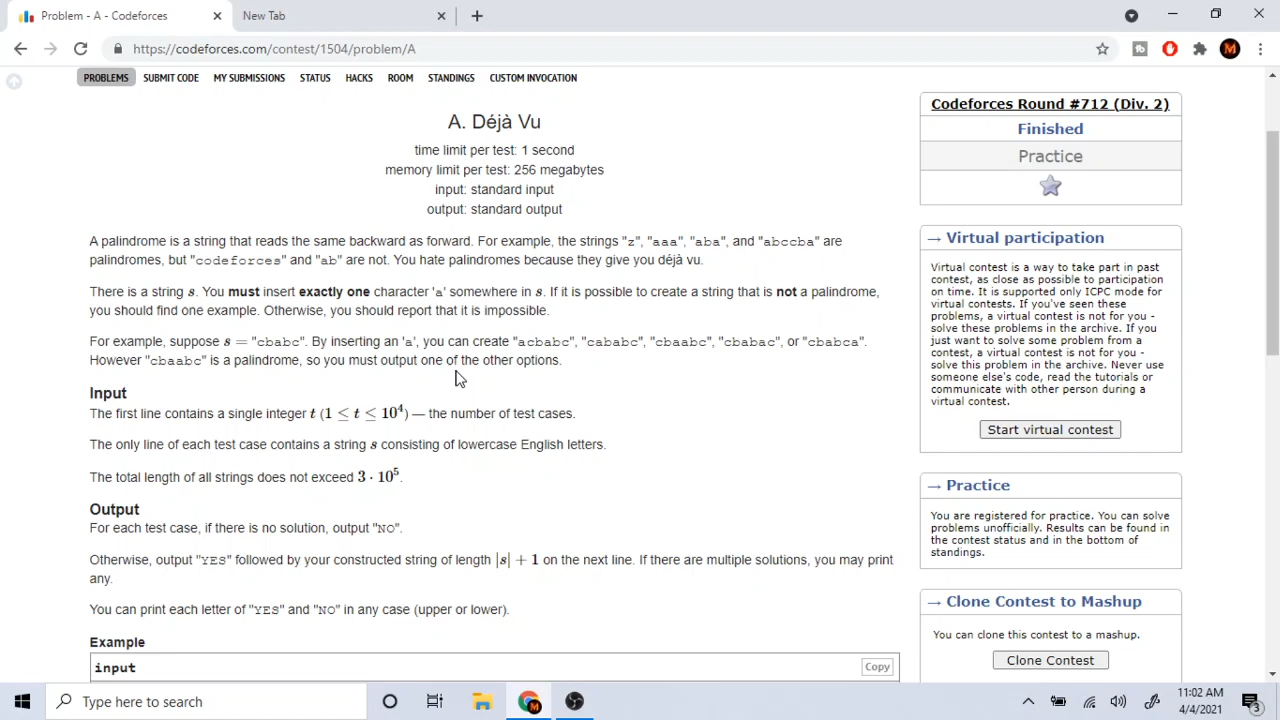 Problem - A - Codeforces
New Tab
https://codeforces.com/contest/1504/problem/A
PROBLEMS SUBMIT CODE MY SUBMISSIONS STATUS HACKS ROOM STANDINGS CUSTOM INVOCATION
A. Déjà Vu
time limit per test: 1 second
memory limit per test: 256 megabytes
input: standard input
output: standard output
A palindrome is a string that reads the same backward as forward. For example, the strings "z", "aaa", "aba", and "abccba" are
palindromes, but "codeforces" and "ab" are not. You hate palindromes because they give you déjà vu.
There is a string s. You must insert exactly one character 'a' somewhere in s. If it is possible to create a string that is not a palindrome,
you should find one example. Otherwise, you should report that it is impossible.
For example, suppose s = "cbabc". By inserting an 'a', you can create "acbabc", "cababc", "cbaabc", "cbabac", or "cbabca".
However "cbaabc" is a palindrome, so you must output one of the other options.
Input
The first line contains a single integer t (1 ≤ t ≤ 10⁴) — the number of test cases.
The only line of each test case contains a string s consisting of lowercase English letters.
The total length of all strings does not exceed 3 · 10⁵.
Output
For each test case, if there is no solution, output "NO".
Otherwise, output "YES" followed by your constructed string of length |s| + 1 on the next line. If there are multiple solutions, you may print
any.
You can print each letter of "YES" and "NO" in any case (upper or lower).
Example
input
Copy
Codeforces Round #712 (Div. 2)
Finished
Practice
→ Virtual participation
Virtual contest is a way to take part in past
contest, as close as possible to participation
on time. It is supported only ICPC mode for
virtual contests. If you've seen these
problems, a virtual contest is not for you -
solve these problems in the archive. If you
just want to solve some problem from a
contest, a virtual contest is not for you -
solve this problem in the archive. Never use
someone else's code, read the tutorials or
communicate with other person during a
virtual contest.
Start virtual contest
→ Practice
You are registered for practice. You can solve
problems unofficially. Results can be found in
the contest status and in the bottom of
standings.
→ Clone Contest to Mashup
You can clone this contest to a mashup.
Clone Contest
Type here to search
11:02 AM
4/4/2021
3